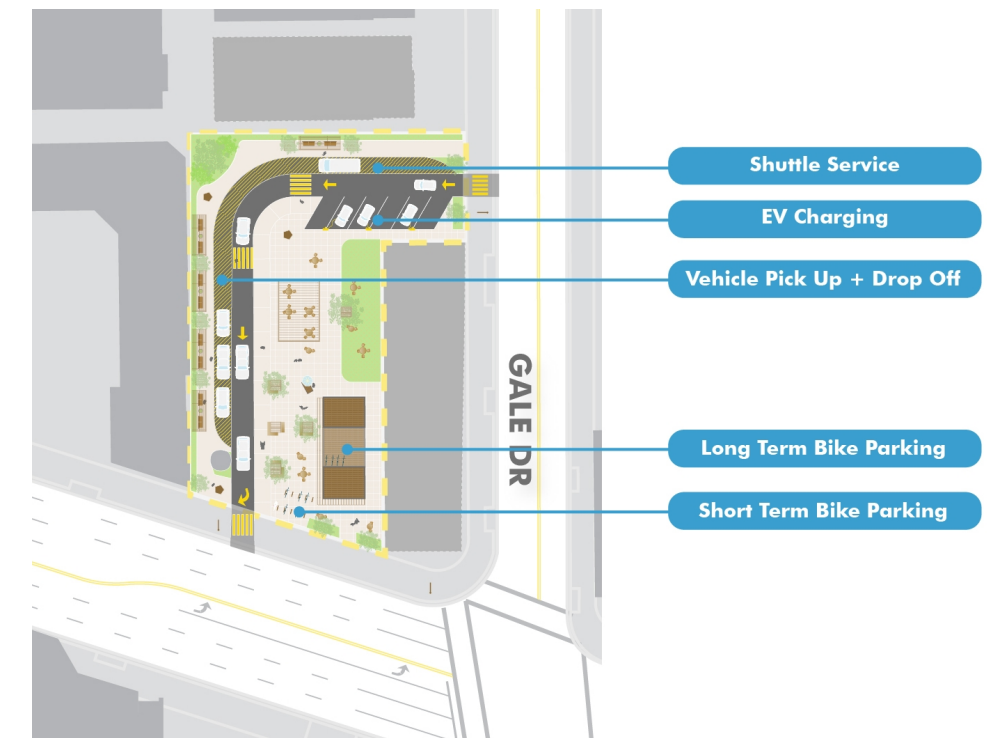 Shuttle Service
EV Charging
Vehicle Pick Up + Drop Off
GALE DR
Long Term Bike Parking
Short Term Bike Parking